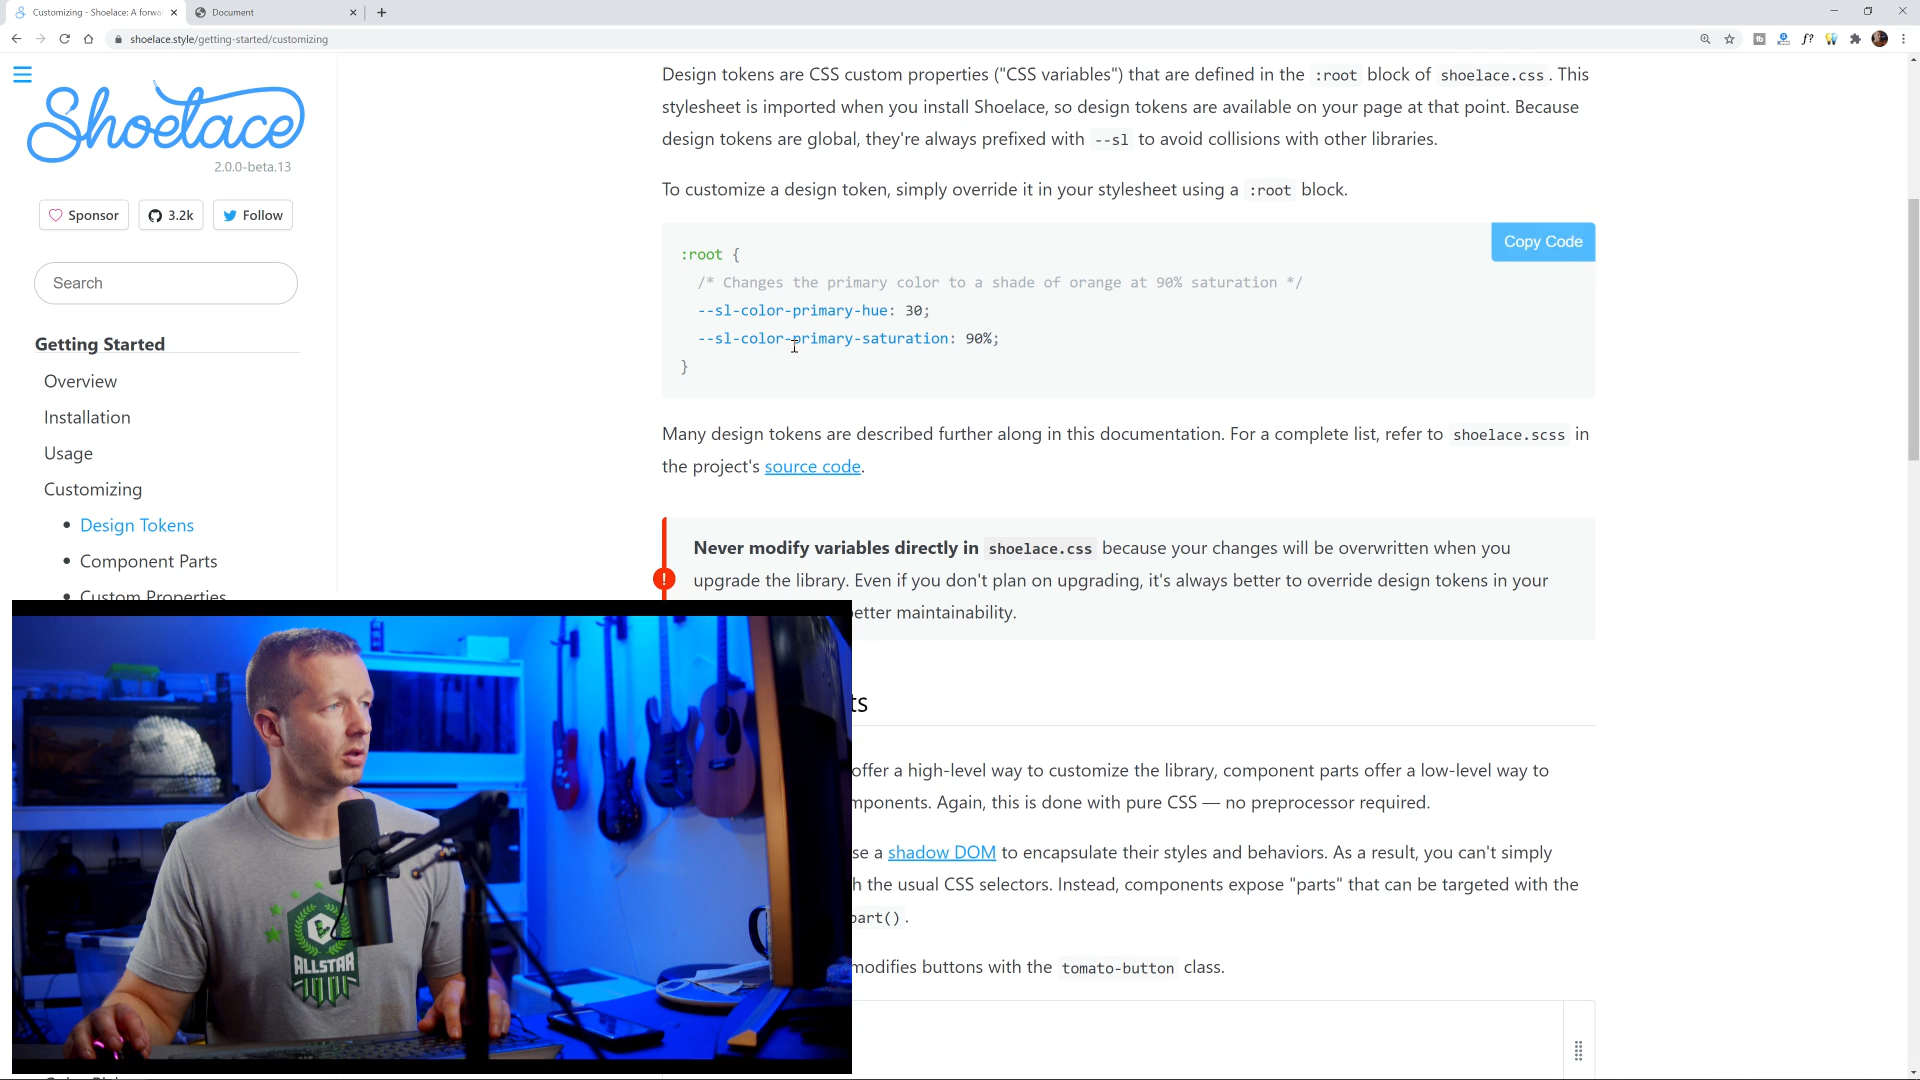 Customizing - Shoelace: A forwa
Document
shoelace.style/getting-started/customizing
Shoelace
2.0.0-beta.13
Sponsor
3.2k
Follow
Search
Getting Started
Overview
Installation
Usage
Customizing
Design Tokens
Component Parts
Custom Properties
Design tokens are CSS custom properties ("CSS variables") that are defined in the :root block of shoelace.css. This
stylesheet is imported when you install Shoelace, so design tokens are available on your page at that point. Because
design tokens are global, they're always prefixed with --sl to avoid collisions with other libraries.
To customize a design token, simply override it in your stylesheet using a :root block.
Copy Code
:root {
/* Changes the primary color to a shade of orange at 90% saturation */
--sl-color-primary-hue: 30;
--sl-color-primary-saturation: 90%;
}
Many design tokens are described further along in this documentation. For a complete list, refer to shoelace.scss in
the project's source code.
Never modify variables directly in shoelace.css because your changes will be overwritten when you
upgrade the library. Even if you don't plan on upgrading, it's always better to override design tokens in your
etter maintainability.
ts
offer a high-level way to customize the library, component parts offer a low-level way to
mponents. Again, this is done with pure CSS — no preprocessor required.
se a shadow DOM to encapsulate their styles and behaviors. As a result, you can't simply
h the usual CSS selectors. Instead, components expose "parts" that can be targeted with the
part().
modifies buttons with the tomato-button class.
ALLSTAR